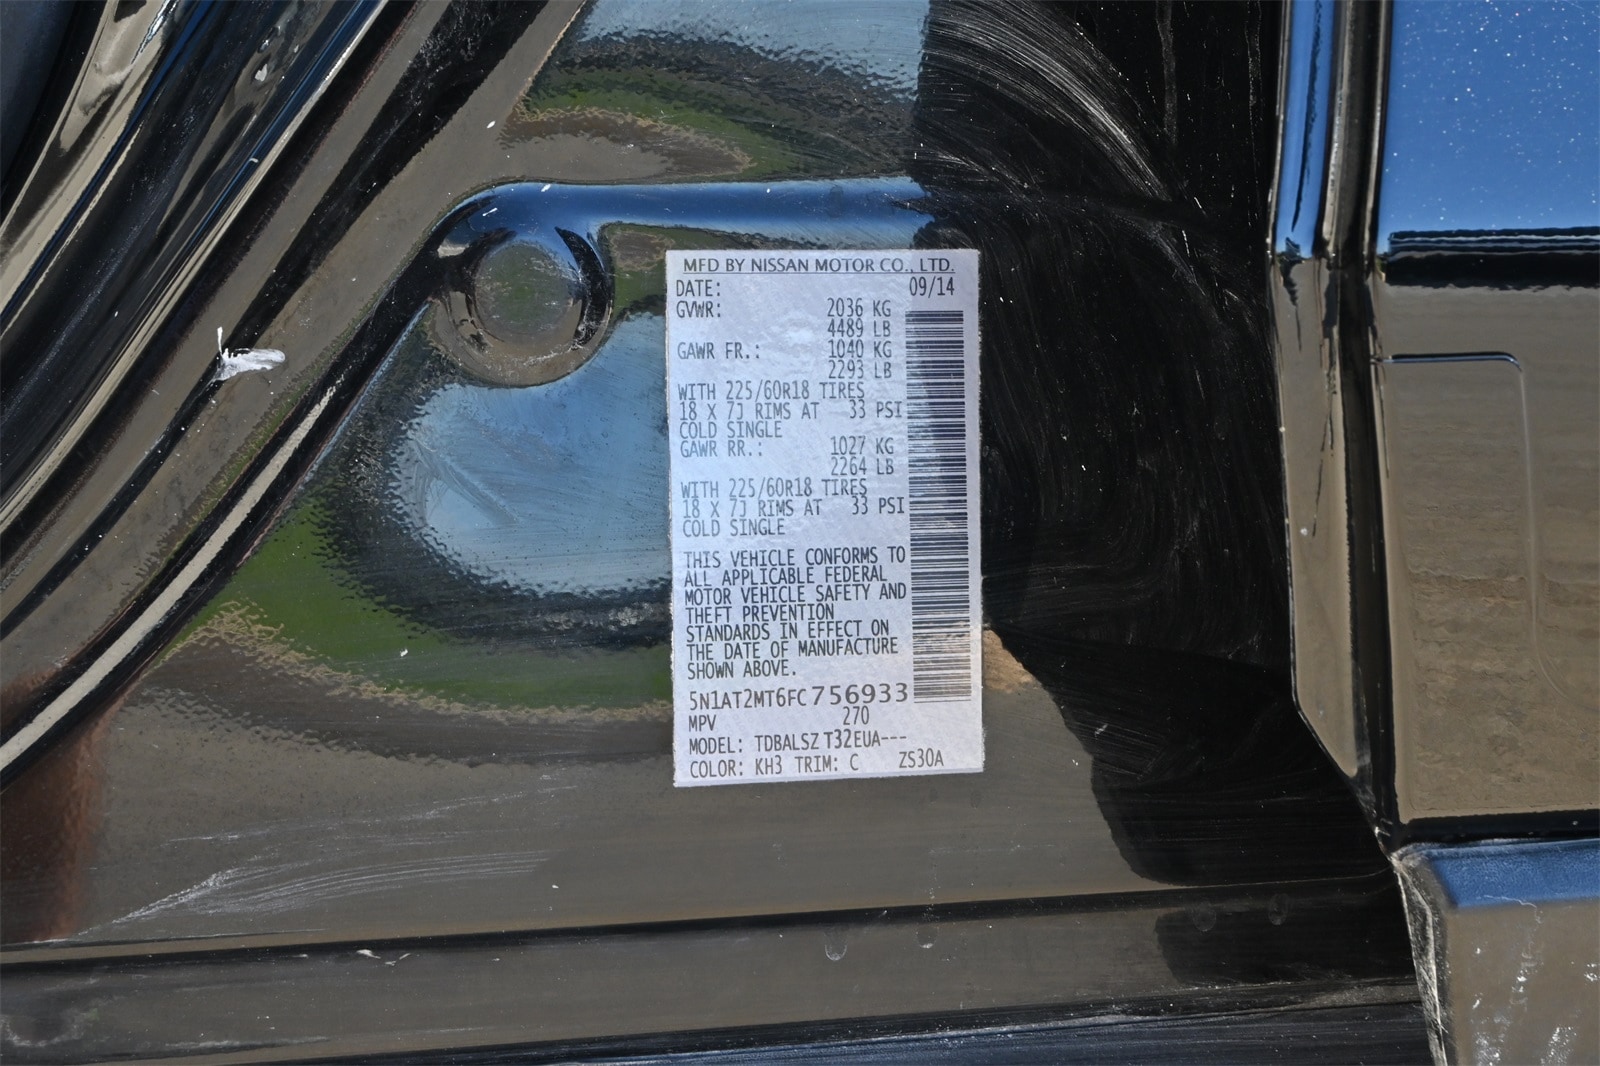 MFD BY NISSAN MOTOR CO., LTD.
DATE: 09/14
GVWR: 2036 KG
4489 LB
GAWR FR.: 1040 KG
2293 LB
WITH 225/60R18 TIRES
18 X 7J RIMS AT 33 PSI
COLD SINGLE
GAWR RR.: 1027 KG
2264 LB
WITH 225/60R18 TIRES
18 X 7J RIMS AT 33 PSI
COLD SINGLE
THIS VEHICLE CONFORMS TO
ALL APPLICABLE FEDERAL
MOTOR VEHICLE SAFETY AND
THEFT PREVENTION
STANDARDS IN EFFECT ON
THE DATE OF MANUFACTURE
SHOWN ABOVE.
5N1AT2MT6FC756933
MPV 270
MODEL: TDBALSZ T32EUA---
COLOR: KH3 TRIM: C ZS30A